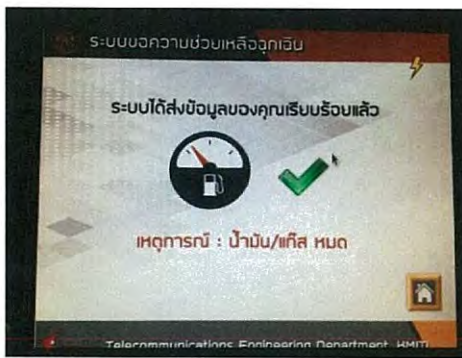 ระบบขอความช่วยเหลือฉุกเฉิน
ระบบได้ส่งข้อมูลของคุณเรียบร้อยแล้ว
เหตุการณ์ : น้ำมัน/แก๊ส หมด
Telecommunications Engineering Department, KMITL